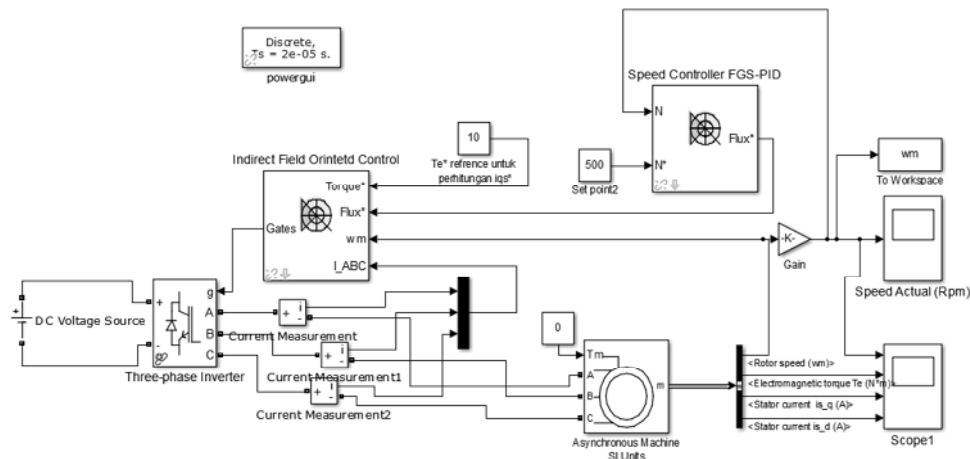 Discrete,
Ts = 2e-05 s.
powergui
Speed Controller FGS-PID
N
Flux*
N*
500
Set point2
10
Te* refrence untuk
perhitungan iqs*
wm
To Workspace
Indirect Field Orintetd Control
Torque*
Flux*
Gates
wm
I_ABC
-K-
Gain
Speed Actual (Rpm)
DC Voltage Source
+
-
g
A
B
C
Three-phase Inverter
+
-
i
Current Measurement
+
-
i
Current Measurement1
+
-
i
Current Measurement2
0
Tm
A
B
C
m
Asynchronous Machine
SI Units
<Rotor speed (wm)>
<Electromagnetic torque Te (N*m)>
<Stator current is_q (A)>
<Stator current is_d (A)>
Scope1